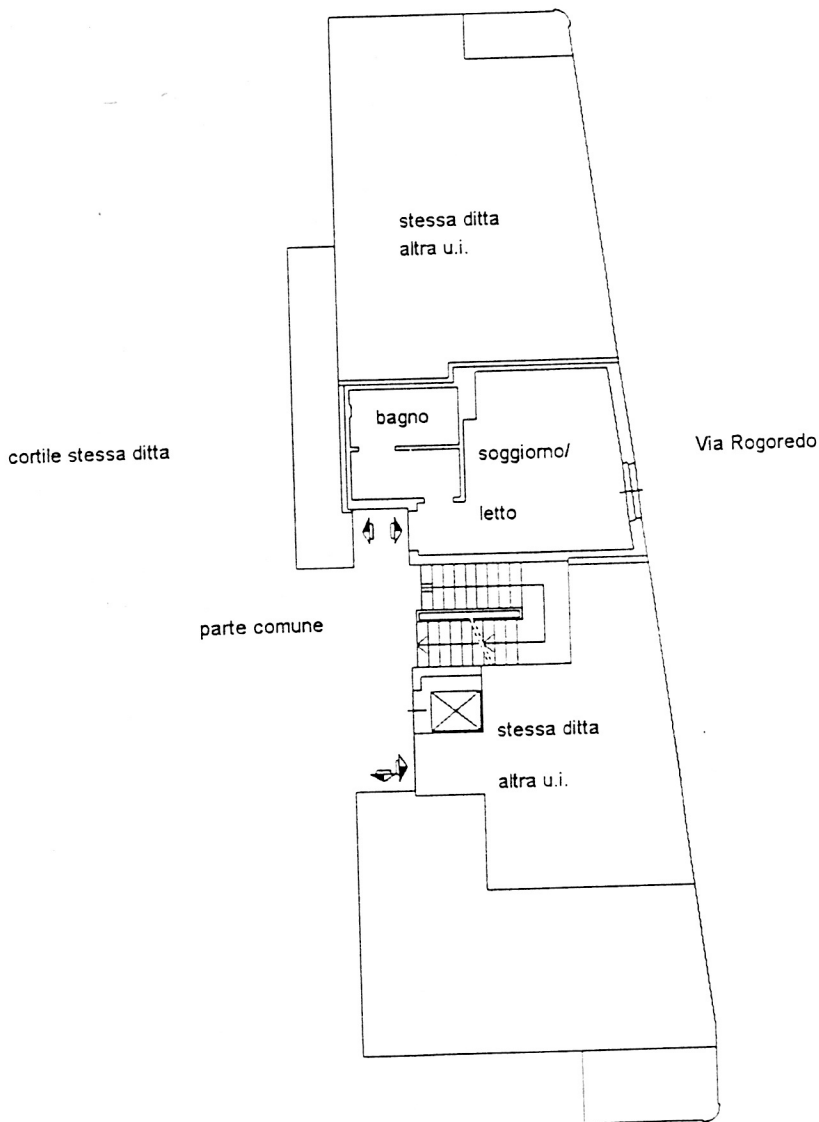 stessa ditta
altra u.i.
bagno
cortile stessa ditta
soggiorno/
Via Rogoredo
letto
parte comune
stessa ditta
altra u.i.